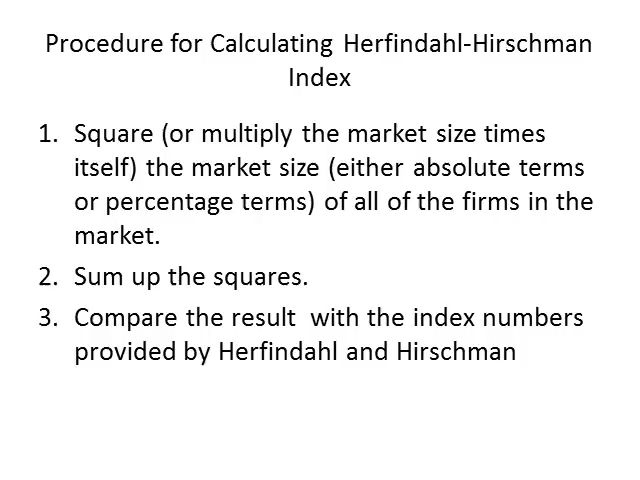 Procedure for Calculating Herfindahl-Hirschman
Index
1. Square (or multiply the market size times
itself) the market size (either absolute terms
or percentage terms) of all of the firms in the
market.
2. Sum up the squares.
3. Compare the result  with the index numbers
provided by Herfindahl and Hirschman